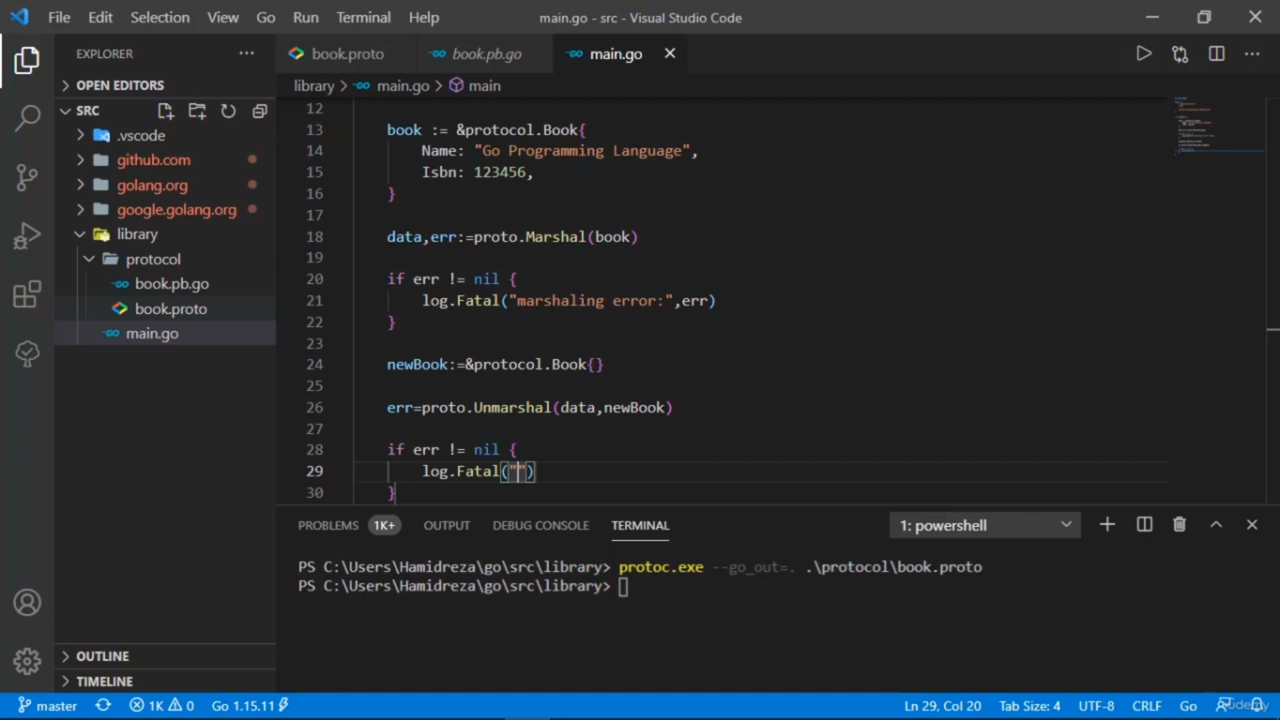 File Edit Selection View Go Run Terminal Help main.go - src - Visual Studio Code
EXPLORER
book.proto book.pb.go main.go
OPEN EDITORS
library main.go main
SRC
.vscode
github.com
golang.org
google.golang.org
library
protocol
book.pb.go
book.proto
main.go
OUTLINE
TIMELINE
12
13 book := &protocol.Book{
14 Name: "Go Programming Language",
15 Isbn: 123456,
16 }
17
18 data,err:=proto.Marshal(book)
19
20 if err != nil {
21 log.Fatal("marshaling error:",err)
22 }
23
24 newBook:=&protocol.Book{}
25
26 err=proto.Unmarshal(data,newBook)
27
28 if err != nil {
29 log.Fatal("")
30 }
PROBLEMS 1K+ OUTPUT DEBUG CONSOLE TERMINAL 1: powershell
PS C:\Users\Hamidreza\go\src\library> protoc.exe --go_out=. .\protocol\book.proto
PS C:\Users\Hamidreza\go\src\library>
master 1K 0 Go 1.15.11 Ln 29, Col 20 Tab Size: 4 UTF-8 CRLF Go
Udemy